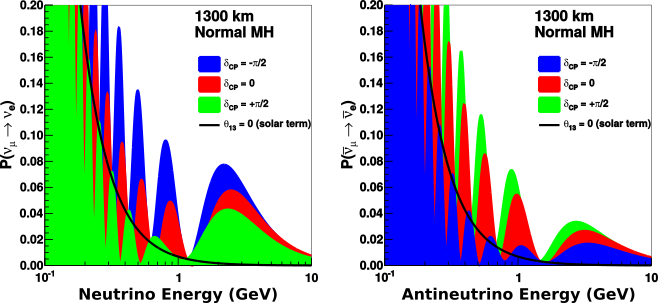 1300 km
Normal MH
δCP = -π/2
δCP = 0
δCP = +π/2
θ13 = 0 (solar term)
P(νμ → νe)
0.20
0.18
0.16
0.14
0.12
0.10
0.08
0.06
0.04
0.02
0.00
10⁻¹ 1 10
Neutrino Energy (GeV)
1300 km
Normal MH
δCP = -π/2
δCP = 0
δCP = +π/2
θ13 = 0 (solar term)
P(ν̄μ → ν̄e)
0.20
0.18
0.16
0.14
0.12
0.10
0.08
0.06
0.04
0.02
0.00
10⁻¹ 1 10
Antineutrino Energy (GeV)